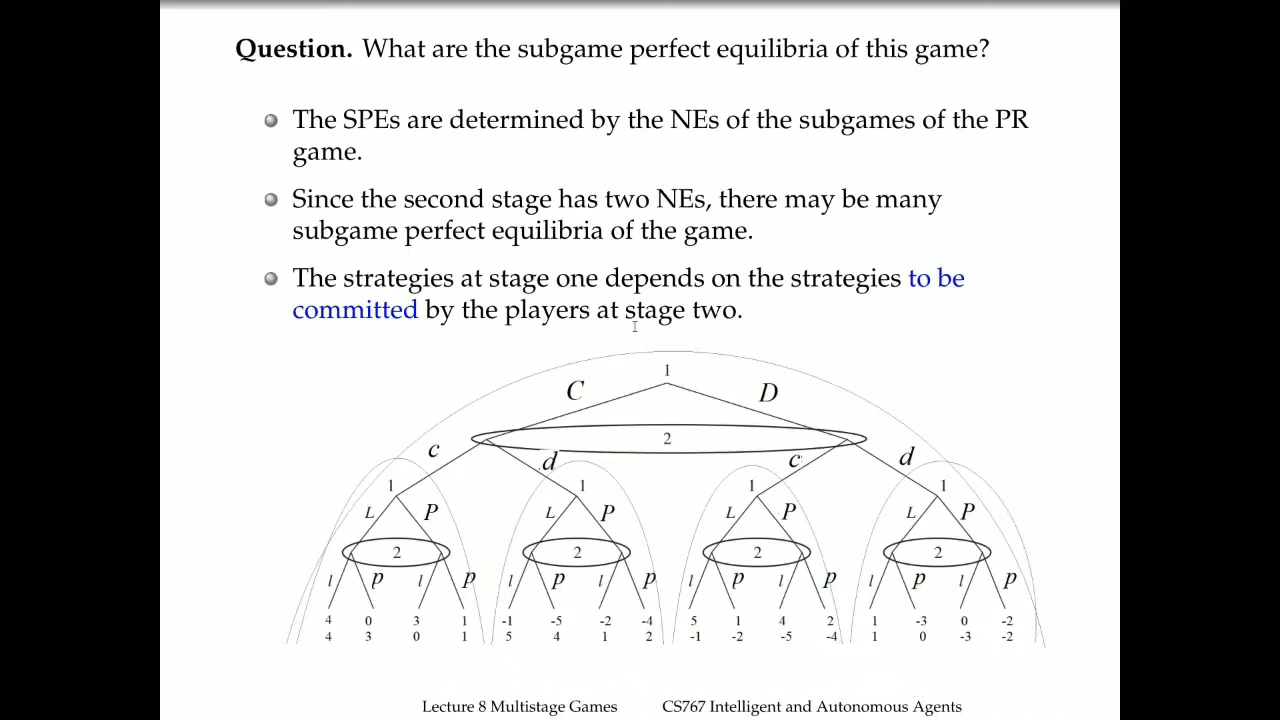 Question. What are the subgame perfect equilibria of this game?
The SPEs are determined by the NEs of the subgames of the PR
game.
Since the second stage has two NEs, there may be many
subgame perfect equilibria of the game.
The strategies at stage one depends on the strategies to be
committed by the players at stage two.
1
C D
2
c d c d
1 1 1 1
L P L P L P L P
2 2 2 2
l p l p l p l p l p l p l p l p
4 0 3 1 -1 -5 -2 -4 5 1 4 2 1 -3 0 -2
4 3 0 1 5 4 1 2 -1 -2 -5 -4 1 0 -3 -2
Lecture 8 Multistage Games CS767 Intelligent and Autonomous Agents